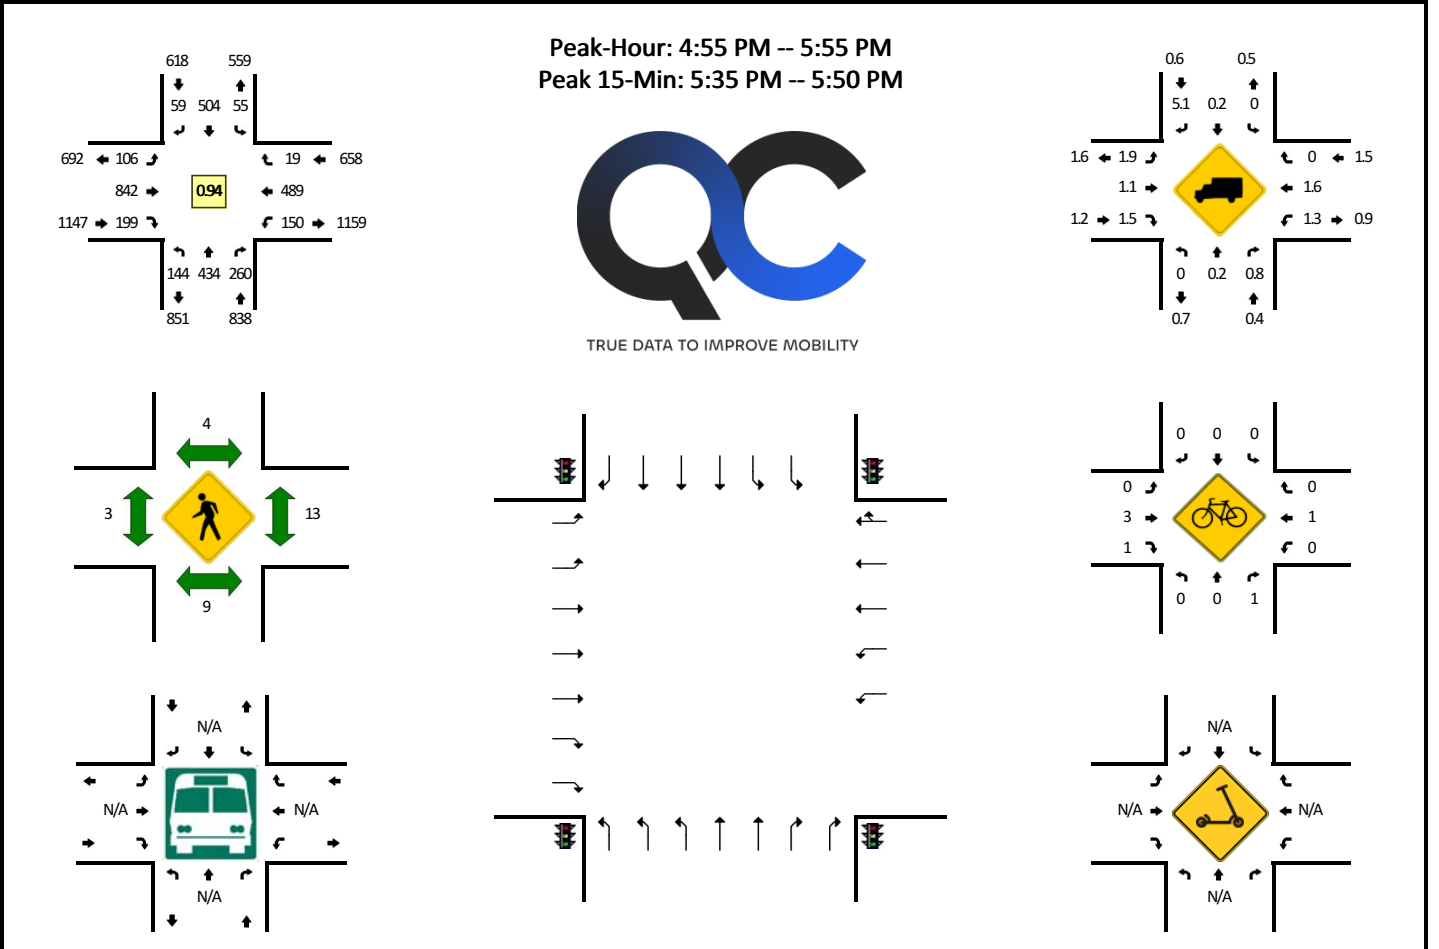 Peak-Hour: 4:55 PM -- 5:55 PM
Peak 15-Min: 5:35 PM -- 5:50 PM
618 559
59 504 55
692 106 19 658
842 0.94 489
1147 199 150 1159
144 434 260
851 838
QC
TRUE DATA TO IMPROVE MOBILITY
0.6 0.5
5.1 0.2 0
1.6 1.9 0 1.5
1.1 1.6
1.2 1.5 1.3 0.9
0 0.2 0.8
0.7 0.4
4
3 13
9
0 0 0
0 0
3 1
1 0
0 0 1
N/A
N/A N/A
N/A
N/A
N/A N/A
N/A